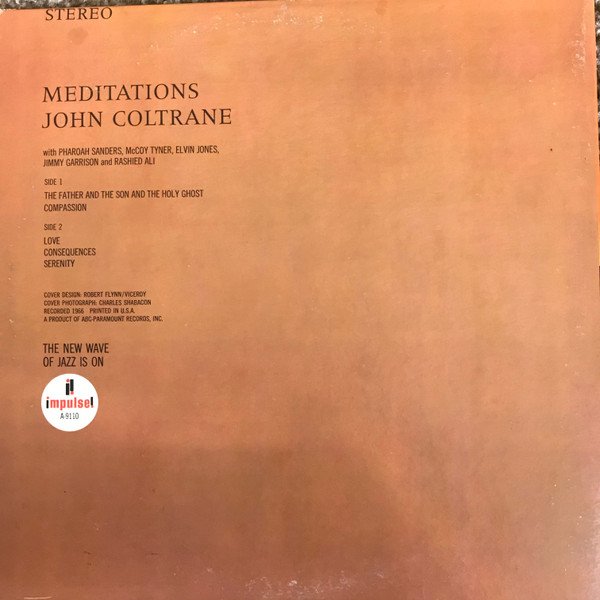 STEREO
MEDITATIONS
JOHN COLTRANE
with PHAROAH SANDERS, McCOY TYNER, ELVIN JONES,
JIMMY GARRISON and RASHIED ALI
SIDE 1
THE FATHER AND THE SON AND THE HOLY GHOST
COMPASSION
SIDE 2
LOVE
CONSEQUENCES
SERENITY
COVER DESIGN: ROBERT FLYNN/VICEROY
COVER PHOTOGRAPH: CHARLES SHABACON
RECORDED 1966 PRINTED IN U.S.A.
A PRODUCT OF ABC-PARAMOUNT RECORDS, INC.
THE NEW WAVE
OF JAZZ IS ON
i!
impulse!
A 9110